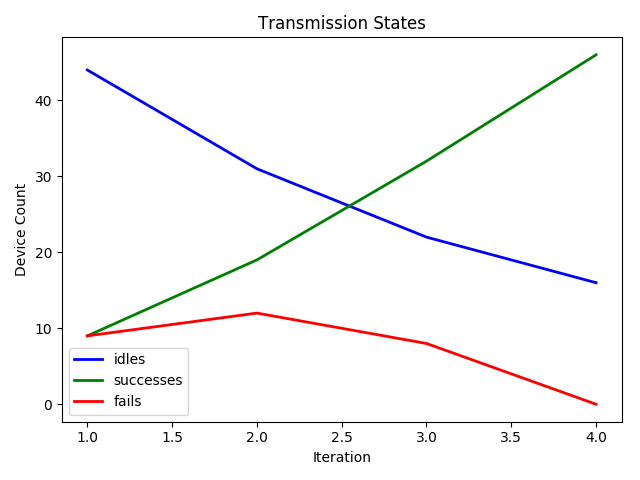 Transmission States
Device Count
40
30
20
10
0
idles
successes
fails
1.0 1.5 2.0 2.5 3.0 3.5 4.0
Iteration